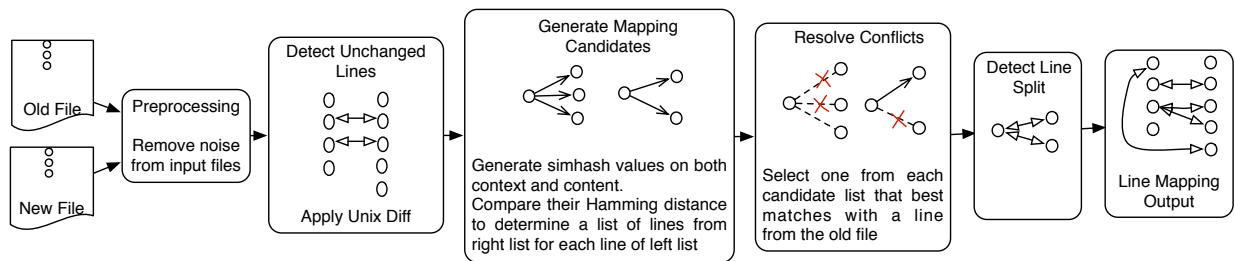 Old File
New File
Preprocessing
Remove noise
from input files
Detect Unchanged
Lines
Apply Unix Diff
Generate Mapping
Candidates
Generate simhash values on both
context and content.
Compare their Hamming distance
to determine a list of lines from
right list for each line of left list
Resolve Conflicts
Select one from each
candidate list that best
matches with a line
from the old file
Detect Line
Split
Line Mapping
Output